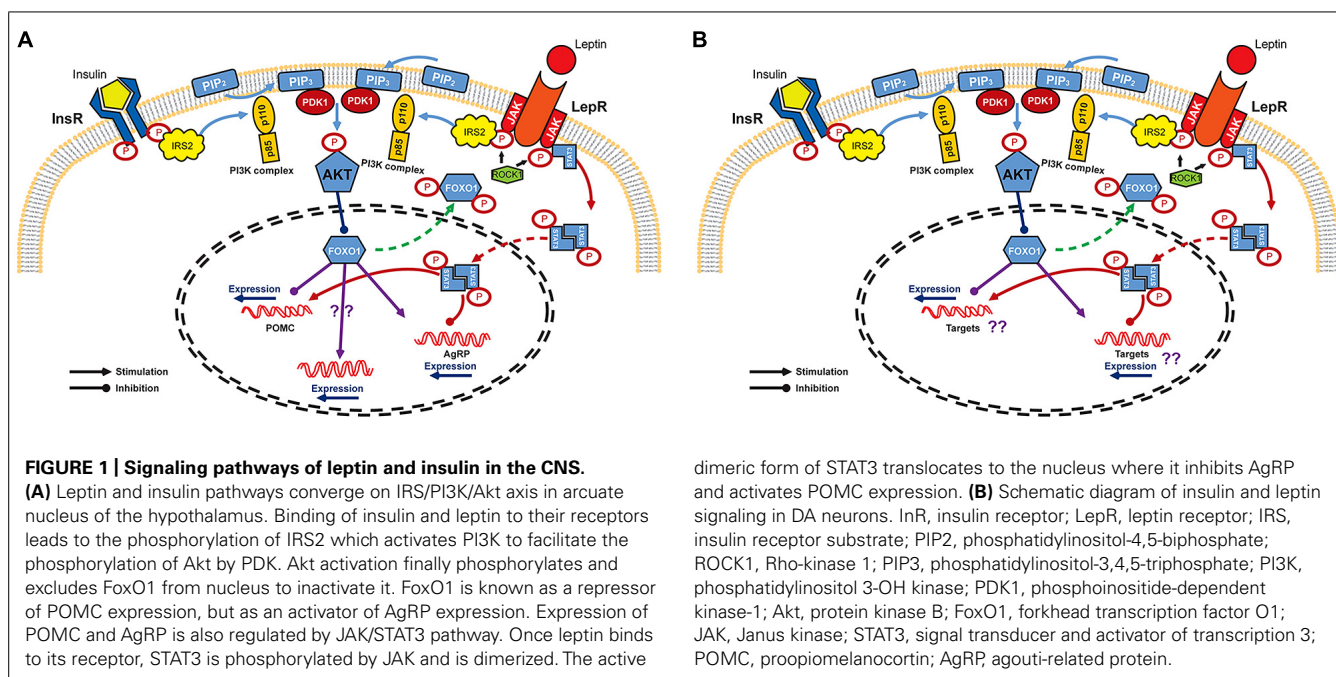 A
Insulin
InsR
P
P
IRS2
PIP2
PIP3
PIP3
PIP2
PDK1
PDK1
p110
p85
PI3K complex
p110
p85
PI3K complex
P
AKT
IRS2
P
JAK
JAK
Leptin
LepR
ROCK1
P
STAT3
P
FOXO1
P
P
STAT3
STAT3
P
FOXO1
P
STAT3
STAT3
P
Expression
POMC
??
Expression
AgRP
Expression
Stimulation
Inhibition
B
Insulin
InsR
P
P
IRS2
PIP2
PIP3
PIP3
PIP2
PDK1
PDK1
p110
p85
PI3K complex
p110
p85
PI3K complex
P
AKT
IRS2
P
JAK
JAK
Leptin
LepR
ROCK1
P
STAT3
P
FOXO1
P
P
STAT3
STAT3
P
FOXO1
P
STAT3
STAT3
P
Expression
Targets ??
Targets ??
Expression
Stimulation
Inhibition
FIGURE 1 | Signaling pathways of leptin and insulin in the CNS.
(A) Leptin and insulin pathways converge on IRS/PI3K/Akt axis in arcuate
nucleus of the hypothalamus. Binding of insulin and leptin to their receptors
leads to the phosphorylation of IRS2 which activates PI3K to facilitate the
phosphorylation of Akt by PDK. Akt activation finally phosphorylates and
excludes FoxO1 from nucleus to inactivate it. FoxO1 is known as a repressor
of POMC expression, but as an activator of AgRP expression. Expression of
POMC and AgRP is also regulated by JAK/STAT3 pathway. Once leptin binds
to its receptor, STAT3 is phosphorylated by JAK and is dimerized. The active
dimeric form of STAT3 translocates to the nucleus where it inhibits AgRP
and activates POMC expression. (B) Schematic diagram of insulin and leptin
signaling in DA neurons. InR, insulin receptor; LepR, leptin receptor; IRS,
insulin receptor substrate; PIP2, phosphatidylinositol-4,5-biphosphate;
ROCK1, Rho-kinase 1; PIP3, phosphatidylinositol-3,4,5-triphosphate; PI3K,
phosphatidylinositol 3-OH kinase; PDK1, phosphoinositide-dependent
kinase-1; Akt, protein kinase B; FoxO1, forkhead transcription factor O1;
JAK, Janus kinase; STAT3, signal transducer and activator of transcription 3;
POMC, proopiomelanocortin; AgRP, agouti-related protein.